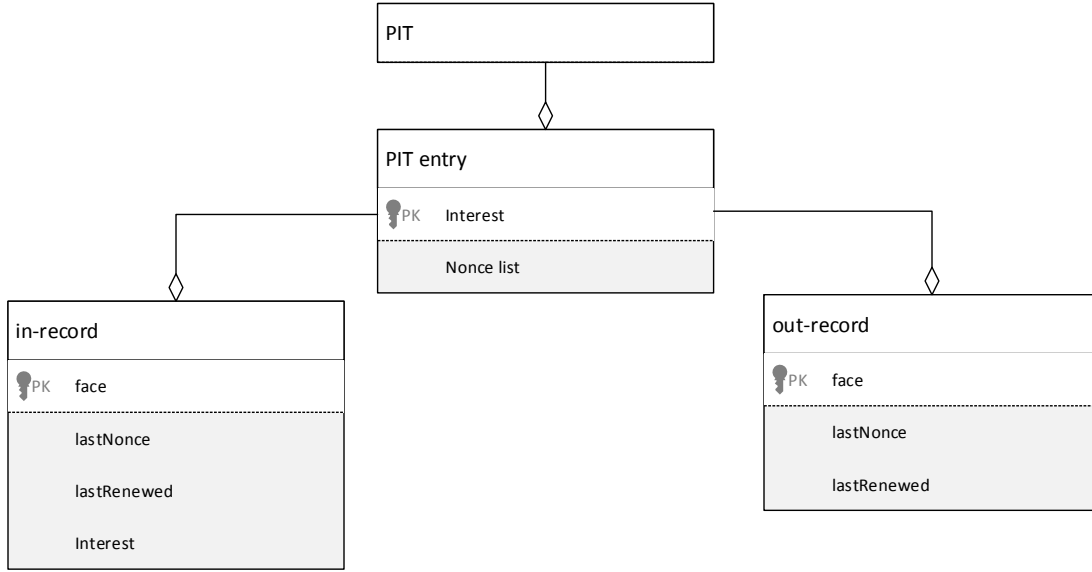 PIT
PIT entry
PK Interest
Nonce list
in-record
PK face
lastNonce
lastRenewed
Interest
out-record
PK face
lastNonce
lastRenewed